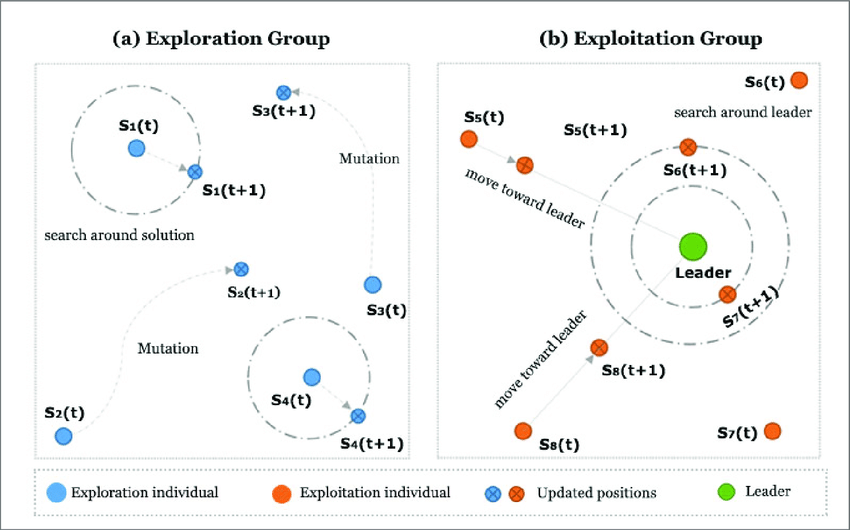 (a) Exploration Group
(b) Exploitation Group
S1(t)
S1(t+1)
search around solution
S3(t+1)
Mutation
S3(t)
S2(t+1)
Mutation
S2(t)
S4(t)
S4(t+1)
S5(t)
S5(t+1)
move toward leader
S6(t)
search around leader
S6(t+1)
Leader
S7(t+1)
move toward leader
S8(t+1)
S8(t)
S7(t)
Exploration individual
Exploitation individual
Updated positions
Leader